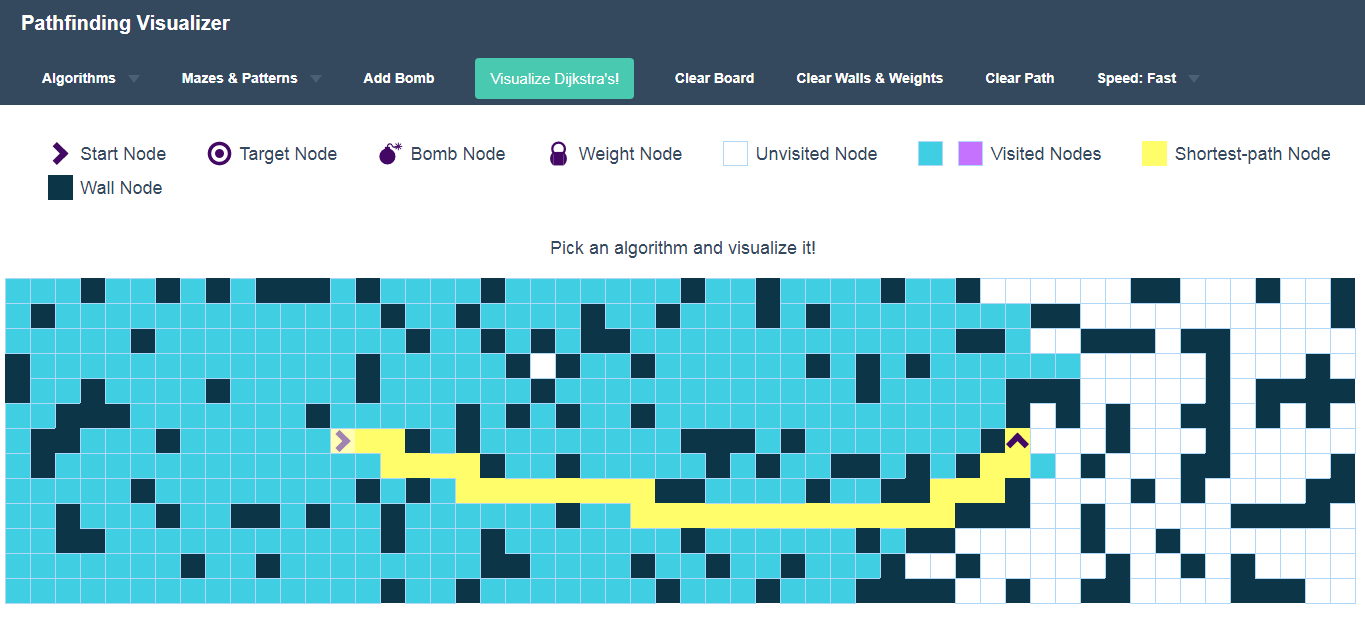 Pathfinding Visualizer
Algorithms Mazes & Patterns Add Bomb Visualize Dijkstra's! Clear Board Clear Walls & Weights Clear Path Speed: Fast
Start Node Target Node Bomb Node Weight Node Unvisited Node Visited Nodes Shortest-path Node
Wall Node
Pick an algorithm and visualize it!